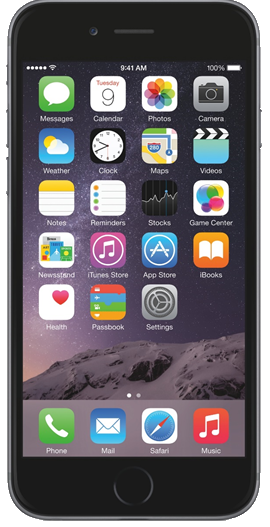 9:41 AM 100%
Tuesday
9
Messages Calendar Photos Camera
280
Weather Clock Maps Videos
Notes Reminders Stocks Game Center
Newsstand iTunes Store App Store iBooks
Health Passbook Settings
Phone Mail Safari Music